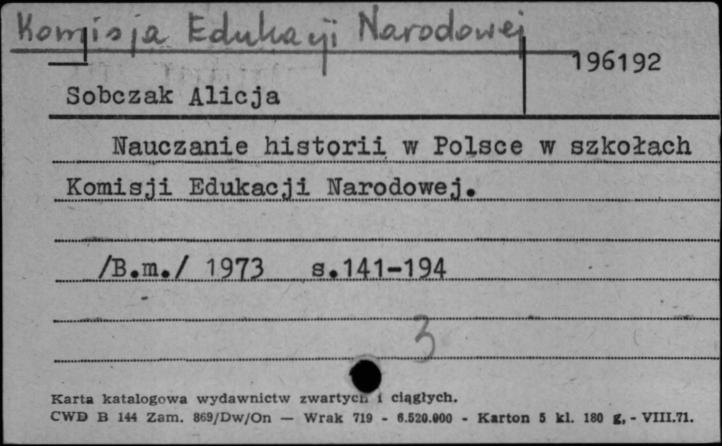 Komisja Edukacji Narodowej
196192
Sobczak Alicja
Nauczanie historii w Polsce w szkołach
Komisji Edukacji Narodowej.
/B.m./ 1973 s.141-194
3
Karta katalogowa wydawnictw zwartych i ciągłych.
CWD B 144 Zam. 869/Dw/On — Wrak 719 - 6.520.000 - Karton 5 kl. 180 g. - VIII.71.